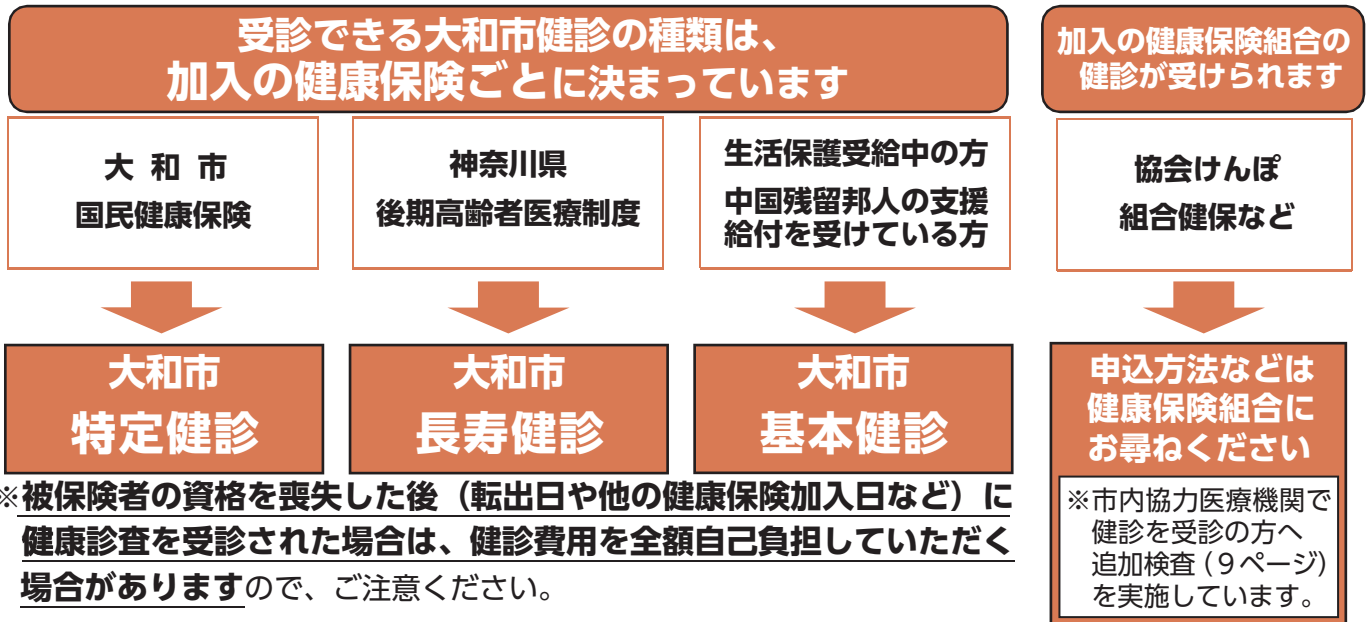 受診できる大和市健診の種類は、
加入の健康保険ごとに決まっています
大和市
国民健康保険
神奈川県
後期高齢者医療制度
生活保護受給中の方
中国残留邦人の支援
給付を受けている方
大和市
特定健診
大和市
長寿健診
大和市
基本健診
※被保険者の資格を喪失した後（転出日や他の健康保険加入日など）に
健康診査を受診された場合は、健診費用を全額自己負担していただく
場合がありますので、ご注意ください。
加入の健康保険組合の
健診が受けられます
協会けんぽ
組合健保など
申込方法などは
健康保険組合に
お尋ねください
※市内協力医療機関で
健診を受診の方へ
追加検査（９ページ）
を実施しています。